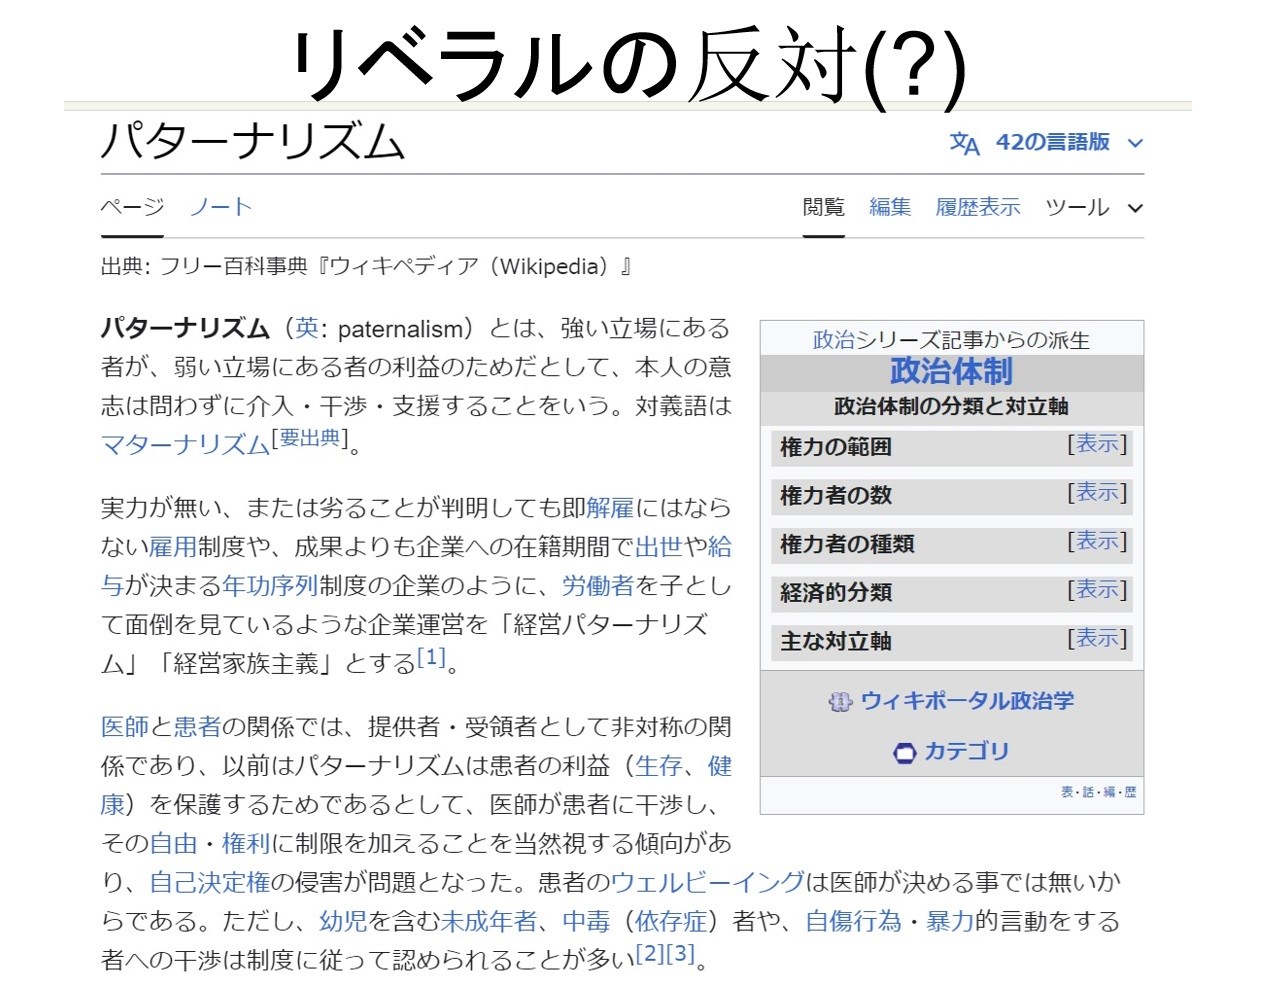 リベラルの反対(?)
パターナリズム
42の言語版
ページ ノート
閲覧 編集 履歴表示 ツール
出典: フリー百科事典『ウィキペディア（Wikipedia）』
パターナリズム（英: paternalism）とは、強い立場にある
者が、弱い立場にある者の利益のためだとして、本人の意
志は問わずに介入・干渉・支援することをいう。対義語は
マターナリズム[要出典]。
実力が無い、または劣ることが判明しても即解雇にはなら
ない雇用制度や、成果よりも企業への在籍期間で出世や給
与が決まる年功序列制度の企業のように、労働者を子とし
て面倒を見ているような企業運営を「経営パターナリズ
ム」「経営家族主義」とする[1]。
医師と患者の関係では、提供者・受領者として非対称の関
係であり、以前はパターナリズムは患者の利益（生存、健
康）を保護するためであるとして、医師が患者に干渉し、
その自由・権利に制限を加えることを当然視する傾向があ
り、自己決定権の侵害が問題となった。患者のウェルビーイングは医師が決める事では無いか
らである。ただし、幼児を含む未成年者、中毒（依存症）者や、自傷行為・暴力的言動をする
者への干渉は制度に従って認められることが多い[2][3]。
政治シリーズ記事からの派生
政治体制
政治体制の分類と対立軸
権力の範囲 [表示]
権力者の数 [表示]
権力者の種類 [表示]
経済的分類 [表示]
主な対立軸 [表示]
ウィキポータル政治学
カテゴリ
表・話・編・歴